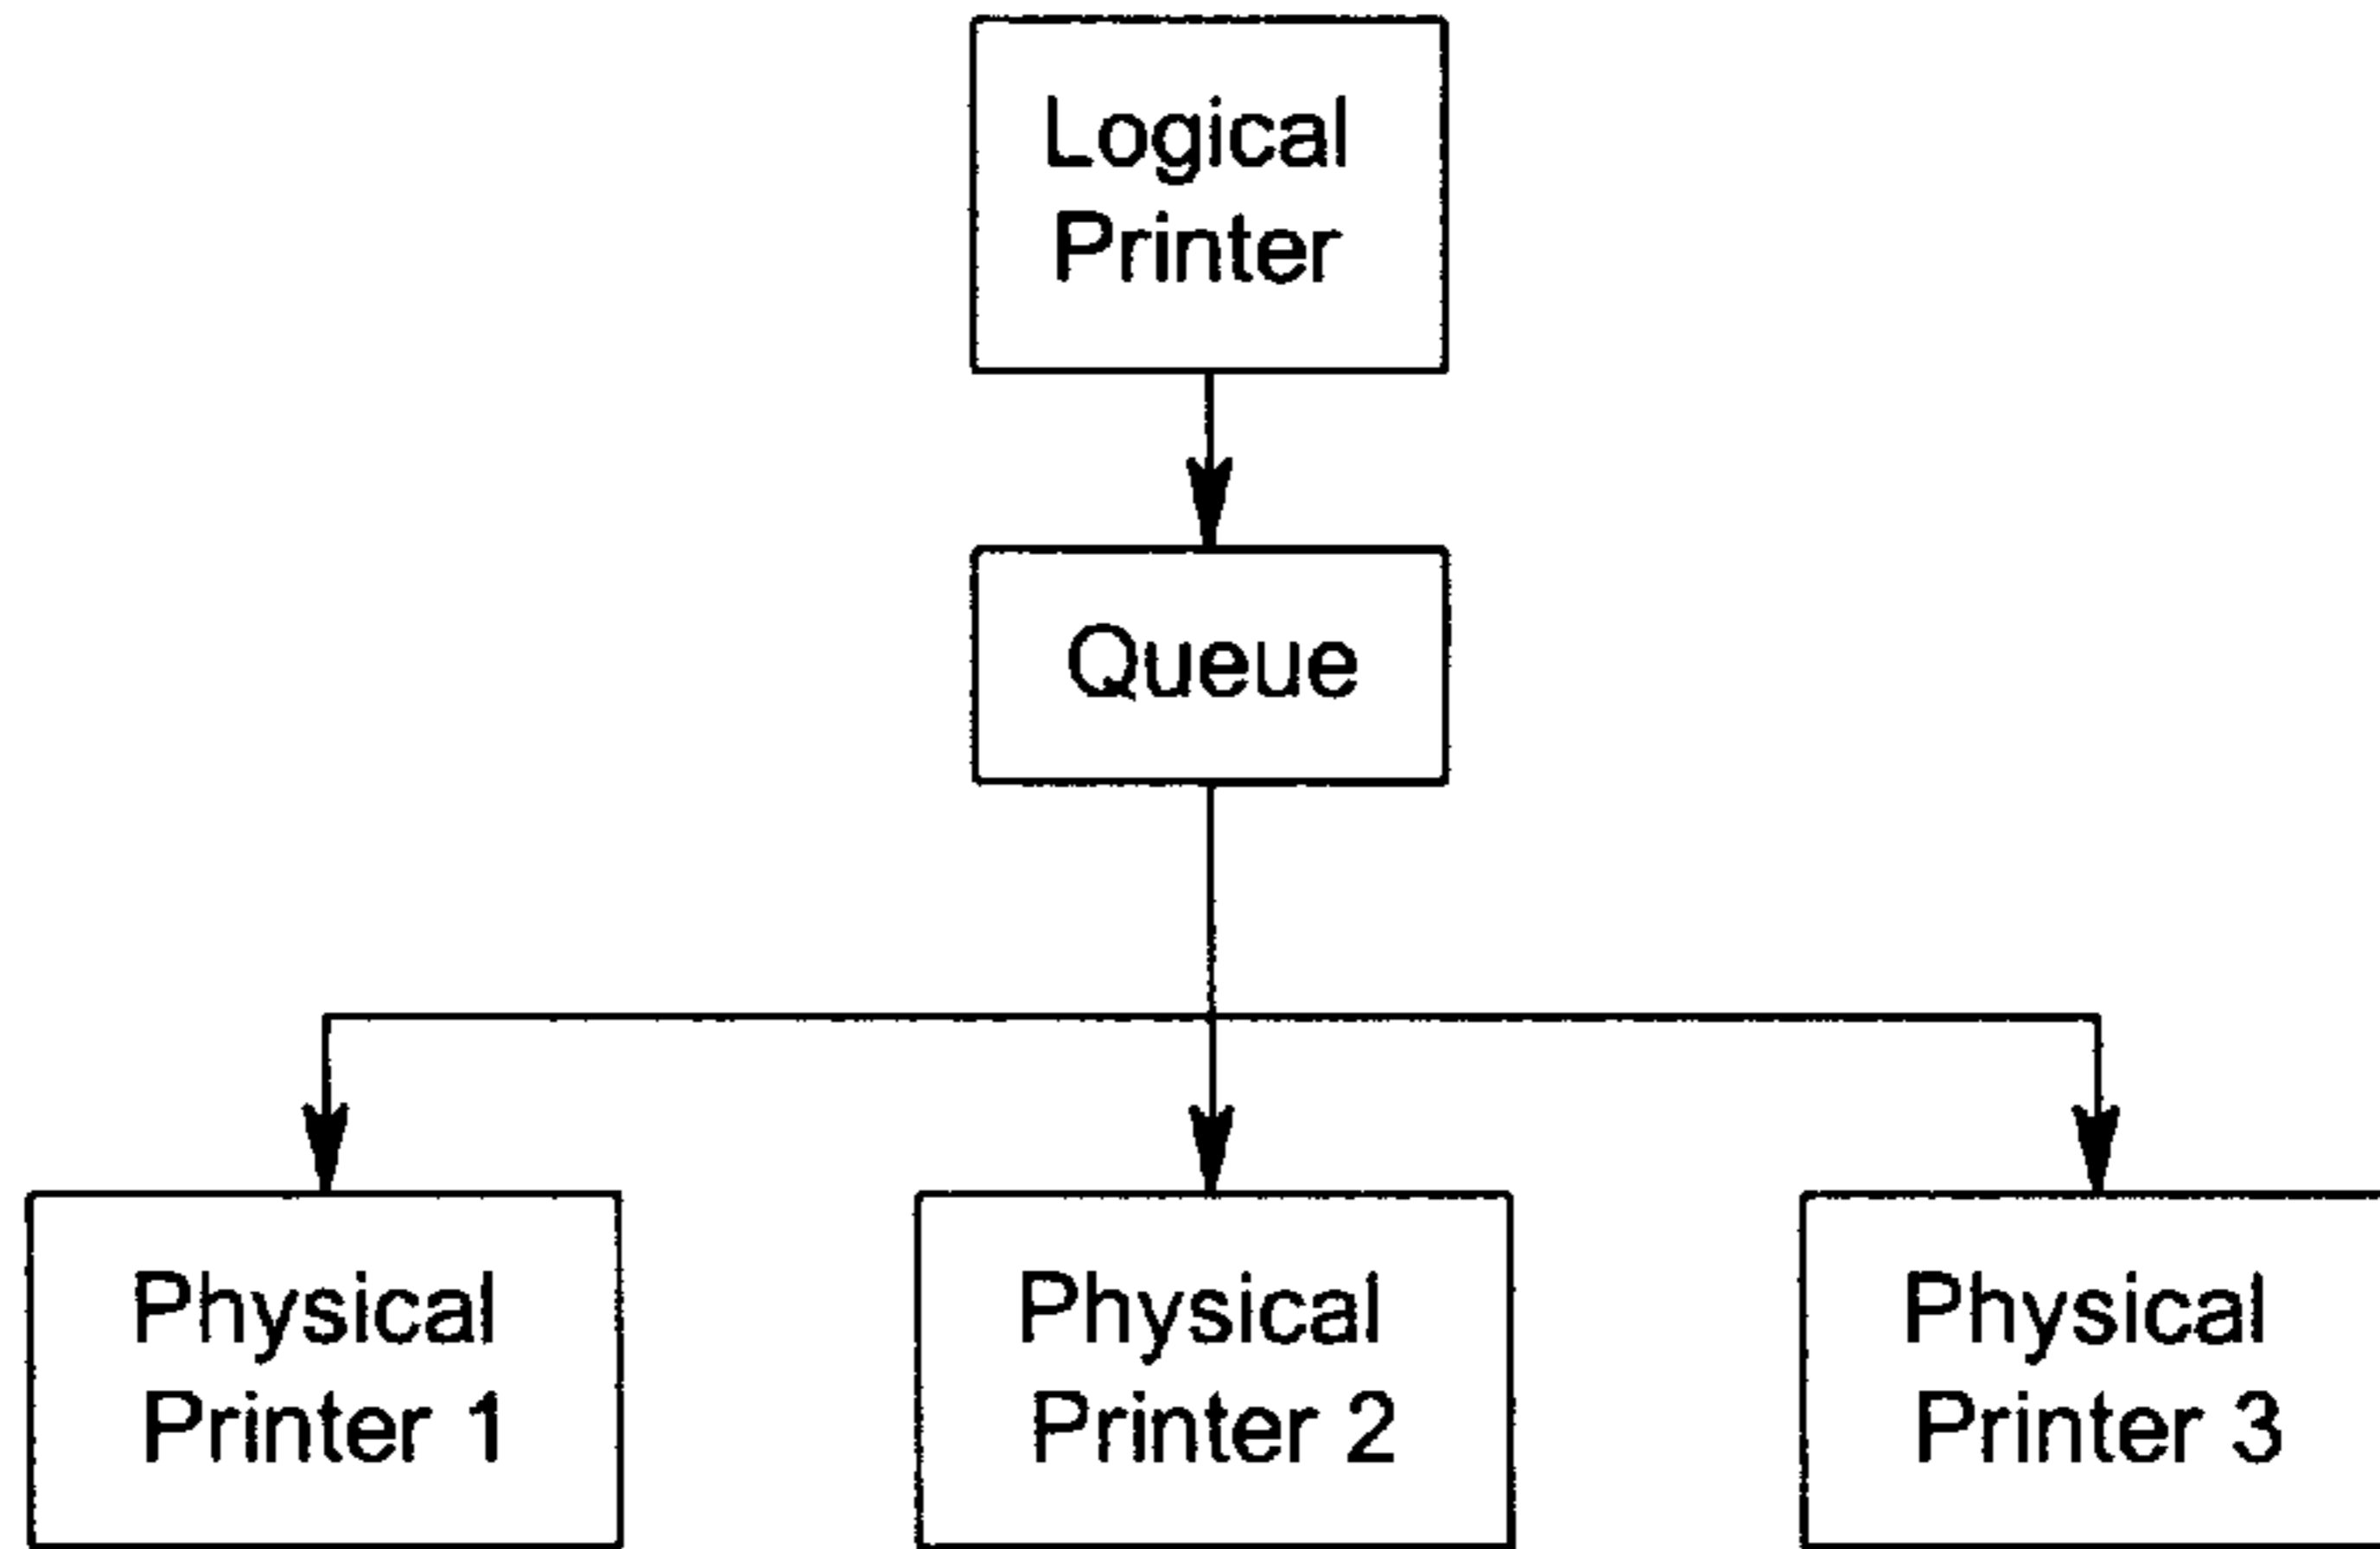 Logical
Printer
Queue
Physical
Printer 1
Physical
Printer 2
Physical
Printer 3